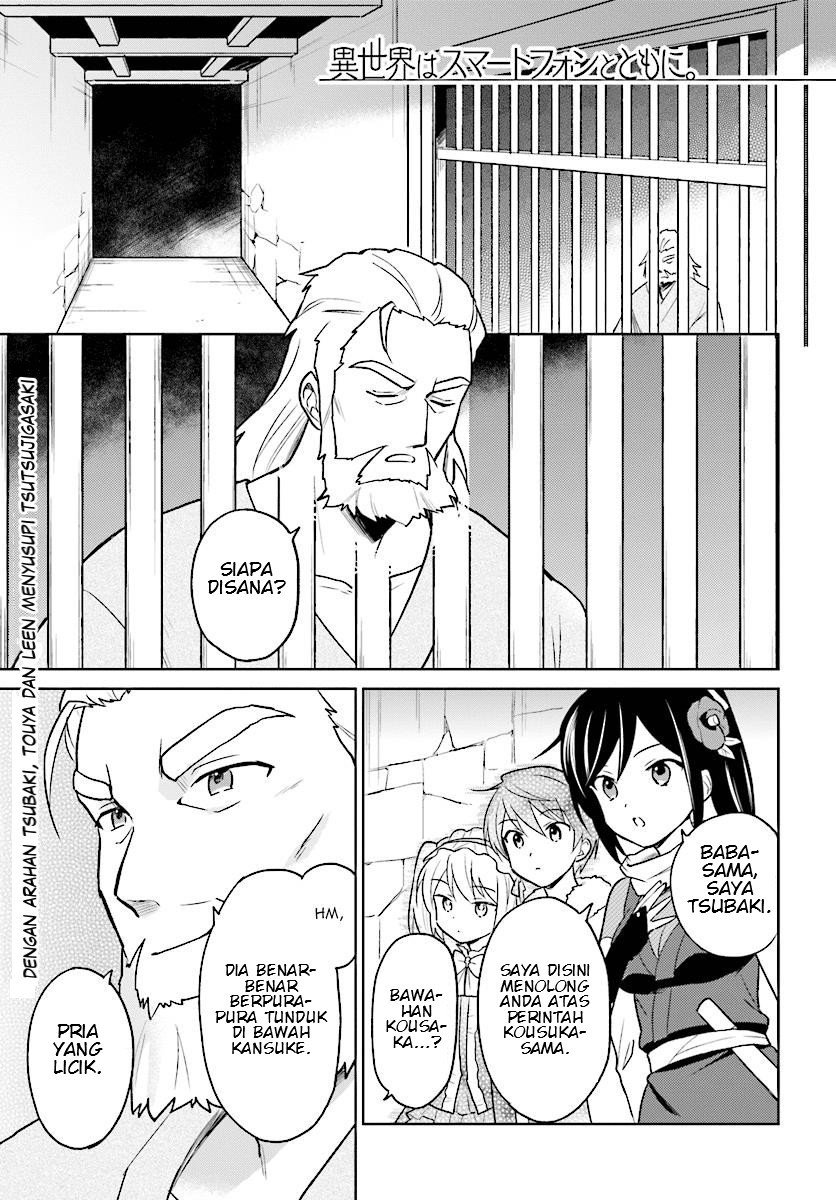 異世界はスマートフォンとともに。
DENGAN ARAHAN TSUBAKI, TOUYA DAN LEEN MENYUSUPI TSUTSUJIGASAKI
SIAPA
DISANA?
BABA-
SAMA,
SAYA
TSUBAKI.
SAYA DISINI
MENOLONG
ANDA ATAS
PERINTAH
KOUSUKA-
SAMA.
BAWA-
HAN
KOUSA-
KA...?
HM,
DIA BENAR-
BENAR
BERPURA-
PURA TUNDUK
DI BAWAH
KANSUKE.
PRIA
YANG
LICIK.